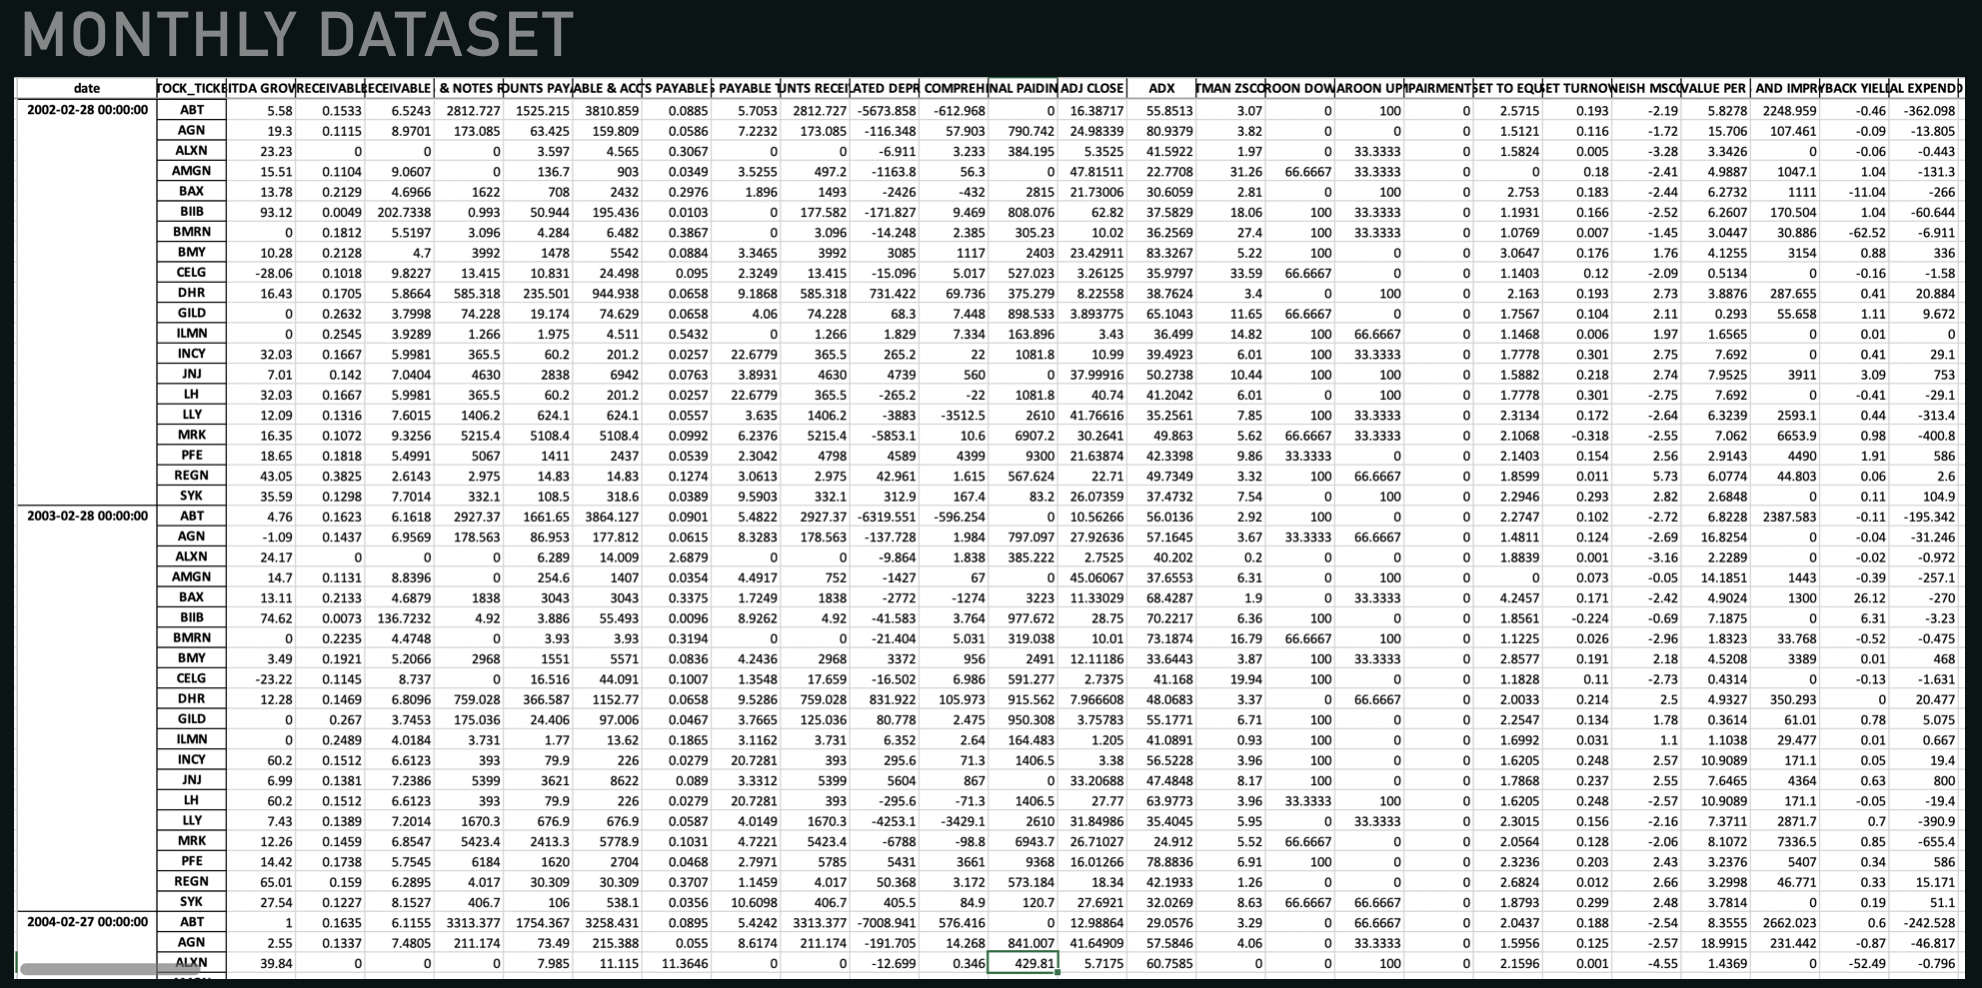 MONTHLY DATASET
date TOCK_TICKE ITDA GROV RECEIVABLE ECEIVABLE & NOTES R OUNTS PAY ABLE & ACC TS PAYABLE S PAYABLE T UNTS RECEI ATED DEPR COMPREHI NAL PAIDIN ADJ CLOSE ADX TMAN ZSCO ROON DOW AROON UP MPAIRMENT SET TO EQU ET TURNOV NEISH MSCO VALUE PER AND IMPR YBACK YIEL AL EXPEND
2002-02-28 00:00:00 ABT 5.58 0.1533 6.5243 2812.727 1525.215 3810.859 0.0885 5.7053 2812.727 -5673.858 -612.968 0 16.38717 55.8513 3.07 0 100 0 2.5715 0.193 -2.19 5.8278 2248.959 -0.46 -362.098
AGN 19.3 0.1115 8.9701 173.085 63.425 159.809 0.0586 7.2232 173.085 -116.348 57.903 790.742 24.98339 80.9379 3.82 0 0 0 1.5121 0.116 -1.72 15.706 107.461 -0.09 -13.805
ALXN 23.23 0 0 0 3.597 4.565 0.3067 0 0 -6.911 3.233 384.195 5.3525 41.5922 1.97 0 33.3333 0 1.5824 0.005 -3.28 3.3426 0 -0.06 -0.443
AMGN 15.51 0.1104 9.0607 0 136.7 903 0.0349 3.5255 497.2 -1163.8 56.3 0 47.81511 22.7708 31.26 66.6667 33.3333 0 0 0.18 -2.41 4.9887 1047.1 1.04 -131.3
BAX 13.78 0.2129 4.6966 1622 708 2432 0.2976 1.896 1493 -2426 -432 2815 21.73006 30.6059 2.81 0 100 0 2.753 0.183 -2.44 6.2732 1111 -11.04 -266
BIIB 93.12 0.0049 202.7338 0.993 50.944 195.436 0.0103 0 177.582 -171.827 9.469 808.076 62.82 37.5829 18.06 100 33.3333 0 1.1931 0.166 -2.52 6.2607 170.504 1.04 -60.644
BMRN 0 0.1812 5.5197 3.096 4.284 6.482 0.3867 0 3.096 -14.248 2.385 305.23 10.02 36.2569 27.4 100 33.3333 0 1.0769 0.007 -1.45 3.0447 30.886 -62.52 -6.911
BMY 10.28 0.2128 4.7 3992 1478 5542 0.0884 3.3465 3992 3085 1117 2403 23.42911 83.3267 5.22 100 0 0 3.0647 0.176 1.76 4.1255 3154 0.88 336
CELG -28.06 0.1018 9.8227 13.415 10.831 24.498 0.095 2.3249 13.415 -15.096 5.017 527.023 3.26125 35.9797 33.59 66.6667 0 0 1.1403 0.12 -2.09 0.5134 0 -0.16 -1.58
DHR 16.43 0.1705 5.8664 585.318 235.501 944.938 0.0658 9.1868 585.318 731.422 69.736 375.279 8.22558 38.7624 3.4 0 100 0 2.163 0.193 2.73 3.8876 287.655 0.41 20.884
GILD 0 0.2632 3.7998 74.228 19.174 74.629 0.0658 4.06 74.228 68.3 7.448 898.533 3.893775 65.1043 11.65 66.6667 0 0 1.7567 0.104 2.11 0.293 55.658 1.11 9.672
ILMN 0 0.2545 3.9289 1.266 1.975 4.511 0.5432 0 1.266 1.829 7.334 163.896 3.43 36.499 14.82 100 66.6667 0 1.1468 0.006 1.97 1.6565 0 0.01 0
INCY 32.03 0.1667 5.9981 365.5 60.2 201.2 0.0257 22.6779 365.5 265.2 22 1081.8 10.99 39.4923 6.01 100 33.3333 0 1.7778 0.301 2.75 7.692 0 0.41 29.1
JNJ 7.01 0.142 7.0404 4630 2838 6942 0.0763 3.8931 4630 4739 560 0 37.99916 50.2738 10.44 100 100 0 1.5882 0.218 2.74 7.9525 3911 3.09 753
LH 32.03 0.1667 5.9981 365.5 60.2 201.2 0.0257 22.6779 365.5 -265.2 -22 1081.8 40.74 41.2042 6.01 0 100 0 1.7778 0.301 -2.75 7.692 0 -0.41 -29.1
LLY 12.09 0.1316 7.6015 1406.2 624.1 624.1 0.0557 3.635 1406.2 -3883 -3512.5 2610 41.76616 35.2561 7.85 100 33.3333 0 2.3134 0.172 -2.64 6.3239 2593.1 0.44 -313.4
MRK 16.35 0.1072 9.3256 5215.4 5108.4 5108.4 0.0992 6.2376 5215.4 -5853.1 10.6 6907.2 30.2641 49.863 5.62 66.6667 33.3333 0 2.1068 -0.318 -2.55 7.062 6653.9 0.98 -400.8
PFE 18.65 0.1818 5.4991 5067 1411 2437 0.0539 2.3042 4798 4589 4399 9300 21.63874 42.3398 9.86 33.3333 0 0 2.1403 0.154 2.56 2.9143 4490 1.91 586
REGN 43.05 0.3825 2.6143 2.975 14.83 14.83 0.1274 3.0613 2.975 42.961 1.615 567.624 22.71 49.7349 3.32 100 66.6667 0 1.8599 0.011 5.73 6.0774 44.803 0.06 2.6
SYK 35.59 0.1298 7.7014 332.1 108.5 318.6 0.0389 9.5903 332.1 312.9 167.4 83.2 26.07359 37.4732 7.54 0 100 0 2.2946 0.293 2.82 2.6848 0 0.11 104.9
2003-02-28 00:00:00 ABT 4.76 0.1623 6.1618 2927.37 1661.65 3864.127 0.0901 5.4822 2927.37 -6319.551 -596.254 0 10.56266 56.0136 2.92 100 0 0 2.2747 0.102 -2.72 6.8228 2387.583 -0.11 -195.342
AGN -1.09 0.1437 6.9569 178.563 86.953 177.812 0.0615 8.3283 178.563 -137.728 1.984 797.097 27.92636 57.1645 3.67 33.3333 66.6667 0 1.4811 0.124 -2.69 16.8254 0 -0.04 -31.246
ALXN 24.17 0 0 0 6.289 14.009 2.6879 0 0 -9.864 1.838 385.222 2.7525 40.202 0.2 0 0 0 1.8839 0.001 -3.16 2.2289 0 -0.02 -0.972
AMGN 14.7 0.1131 8.8396 0 254.6 1407 0.0354 4.4917 752 -1427 67 0 45.06067 37.6553 6.31 0 100 0 0 0.073 -0.05 14.1851 1443 -0.39 -257.1
BAX 13.11 0.2133 4.6879 1838 3043 3043 0.3375 1.7249 1838 -2772 -1274 3223 11.33029 68.4287 1.9 0 33.3333 0 4.2457 0.171 -2.42 4.9024 1300 26.12 -270
BIIB 74.62 0.0073 136.7232 4.92 3.886 55.493 0.0096 8.9262 4.92 -41.583 3.764 977.672 28.75 70.2217 6.36 100 0 0 1.8561 -0.224 -0.69 7.1875 0 6.31 -3.23
BMRN 0 0.2235 4.4748 0 3.93 3.93 0.3194 0 0 -21.404 5.031 319.038 10.01 73.1874 16.79 66.6667 100 0 1.1225 0.026 -2.96 1.8323 33.768 -0.52 -0.475
BMY 3.49 0.1921 5.2066 2968 1551 5571 0.0836 4.2436 2968 3372 956 2491 12.11186 33.6443 3.87 100 33.3333 0 2.8577 0.191 2.18 4.5208 3389 0.01 468
CELG -23.22 0.1145 8.737 0 16.516 44.091 0.1007 1.3548 17.659 -16.502 6.986 591.277 2.7375 41.168 19.94 100 0 0 1.1828 0.11 -2.73 0.4314 0 -0.13 -1.631
DHR 12.28 0.1469 6.8096 759.028 366.587 1152.77 0.0658 9.5286 759.028 831.922 105.973 915.562 7.966608 48.0683 3.37 0 66.6667 0 2.0033 0.214 2.5 4.9327 350.293 0 20.477
GILD 0 0.267 3.7453 175.036 24.406 97.006 0.0467 3.7665 125.036 80.778 2.475 950.308 3.75783 55.1771 6.71 100 0 0 2.2547 0.134 1.78 0.3614 61.01 0.78 5.075
ILMN 0 0.2489 4.0184 3.731 1.77 13.62 0.1865 3.1162 3.731 6.352 2.64 164.483 1.205 41.0891 0.93 100 0 0 1.6992 0.031 1.1 1.1038 29.477 0.01 0.667
INCY 60.2 0.1512 6.6123 393 79.9 226 0.0279 20.7281 393 295.6 71.3 1406.5 3.38 56.5228 3.96 100 0 0 1.6205 0.248 2.57 10.9089 171.1 0.05 19.4
JNJ 6.99 0.1381 7.2386 5399 3621 8622 0.089 3.3312 5399 5604 867 0 33.20688 47.4848 8.17 100 0 0 1.7868 0.237 2.55 7.6465 4364 0.63 800
LH 60.2 0.1512 6.6123 393 79.9 226 0.0279 20.7281 393 -295.6 -71.3 1406.5 27.77 63.9773 3.96 33.3333 100 0 1.6205 0.248 -2.57 10.9089 171.1 -0.05 -19.4
LLY 7.43 0.1389 7.2014 1670.3 676.9 676.9 0.0587 4.0149 1670.3 -4253.1 -3429.1 2610 31.84986 35.4045 5.95 0 33.3333 0 2.3015 0.156 -2.16 7.3711 2871.7 0.7 -390.9
MRK 12.26 0.1459 6.8547 5423.4 2413.3 5778.9 0.1031 4.7221 5423.4 -6788 -98.8 6943.7 26.71027 24.912 5.52 66.6667 0 0 2.0564 0.128 -2.06 8.1072 7336.5 0.85 -655.4
PFE 14.42 0.1738 5.7545 6184 1620 2704 0.0468 2.7971 5785 5431 3661 9368 16.01266 78.8836 6.91 100 0 0 2.3236 0.203 2.43 3.2376 5407 0.34 586
REGN 65.01 0.159 6.2895 4.017 30.309 30.309 0.3707 1.1459 4.017 50.368 3.172 573.184 18.34 42.1933 1.26 0 0 0 2.6824 0.012 2.66 3.2998 46.771 0.33 15.171
SYK 27.54 0.1227 8.1527 406.7 106 538.1 0.0356 10.6098 406.7 405.5 84.9 120.7 27.6921 32.0269 8.63 66.6667 66.6667 0 1.8793 0.299 2.48 3.7814 0 0.19 51.1
2004-02-27 00:00:00 ABT 1 0.1635 6.1155 3313.377 1754.367 3258.431 0.0895 5.4242 3313.377 -7008.941 576.416 0 12.98864 29.0576 3.29 0 66.6667 0 2.0437 0.188 -2.54 8.3555 2662.023 0.6 -242.528
AGN 2.55 0.1337 7.4805 211.174 73.49 215.388 0.055 8.6174 211.174 -191.705 14.268 841.007 41.64909 57.5846 4.06 0 33.3333 0 1.5956 0.125 -2.57 18.9915 231.442 -0.87 -46.817
ALXN 39.84 0 0 0 7.985 11.115 11.3646 0 0 -12.699 0.346 429.81 5.7175 60.7585 0 0 100 0 2.1596 0.001 -4.55 1.4369 0 -52.49 -0.796